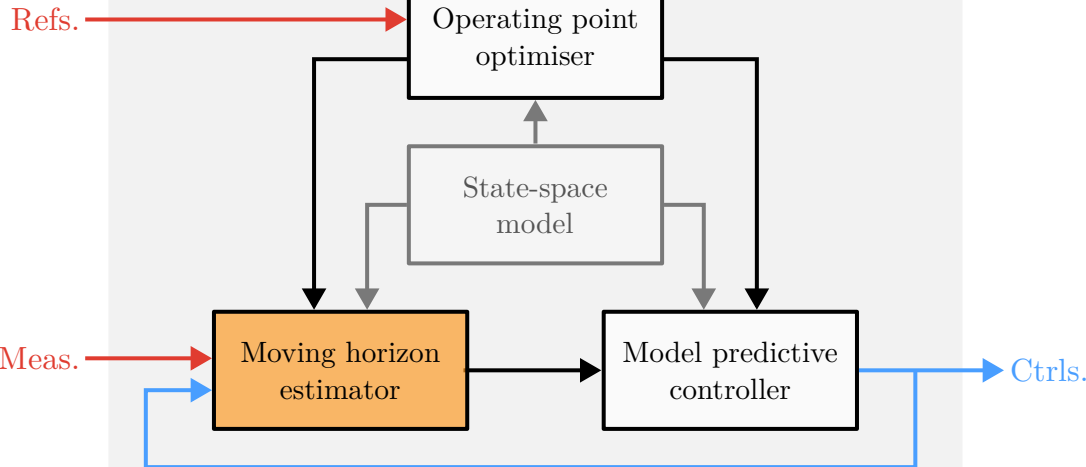 Refs.
Operating point
optimiser
State-space
model
Meas.
Moving horizon
estimator
Model predictive
controller
Ctrls.